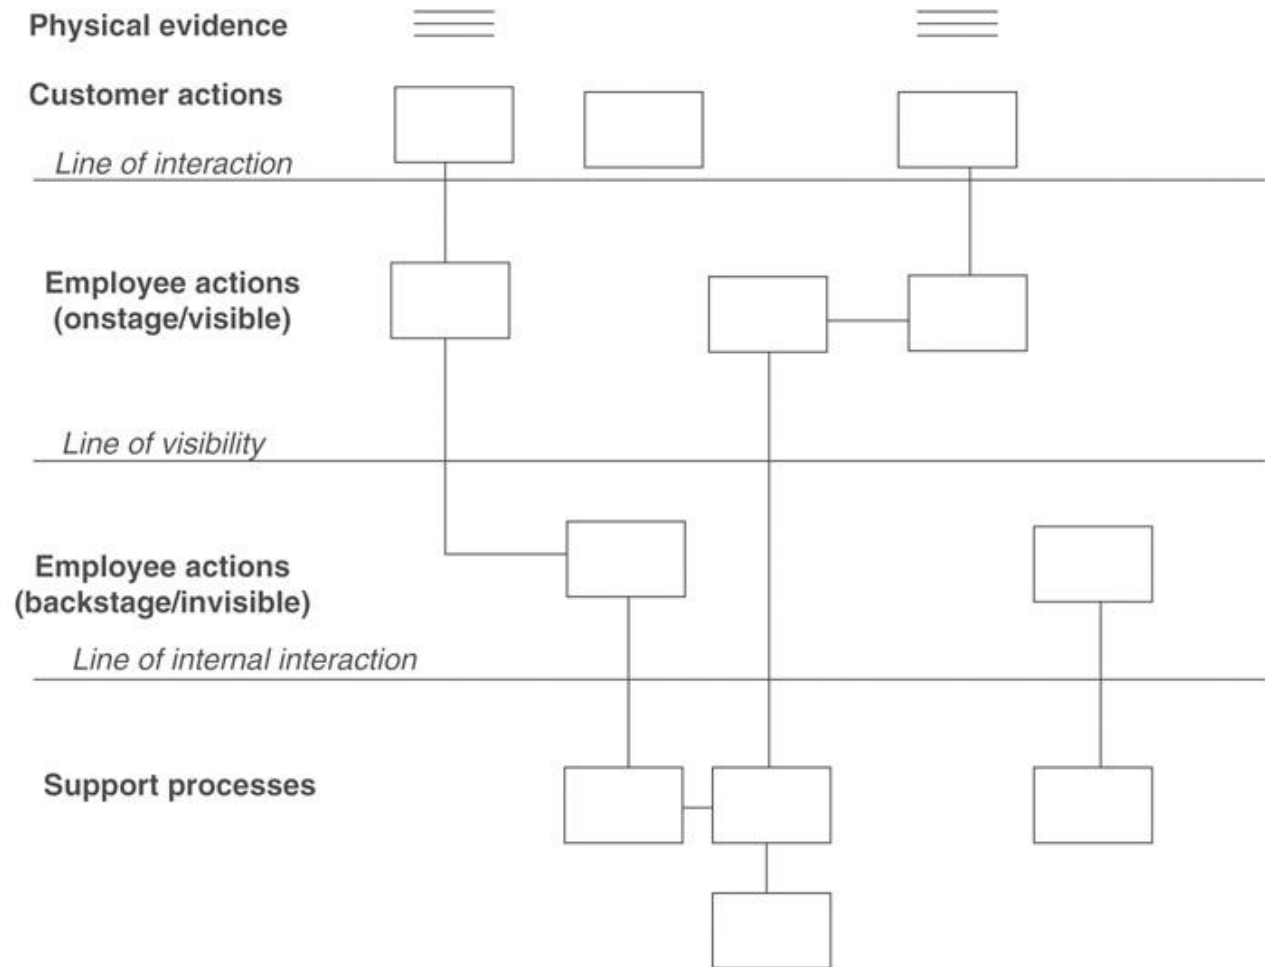 Physical evidence
Customer actions
Line of interaction
Employee actions
(onstage/visible)
Line of visibility
Employee actions
(backstage/invisible)
Line of internal interaction
Support processes